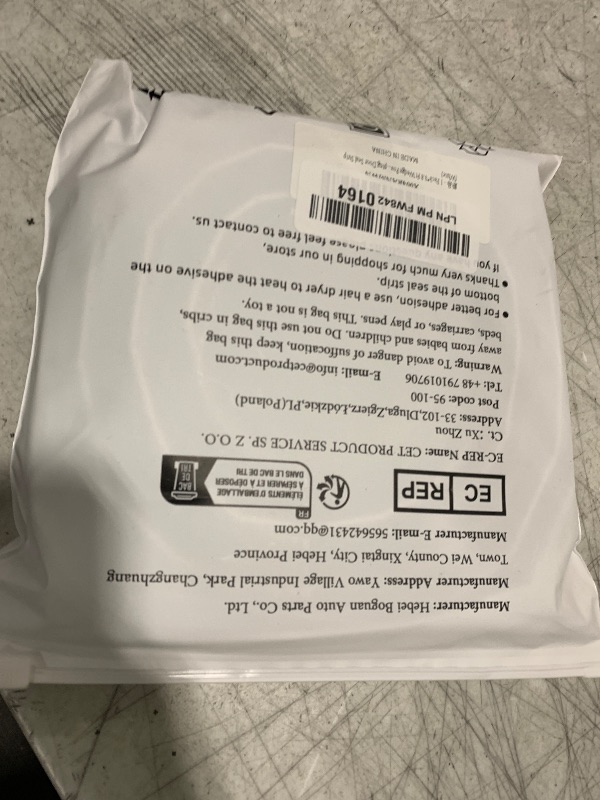 Manufacturer: Hebei Boguan Auto Parts Co., Ltd.
Manufacturer Address: Yawo Village Industrial Park, Changzhuang
Town, Wei County, Xingtai, City, Hebei Province
Manufacturer E-mail: 565642431@qq.com
EC REP
FR
ÉLÉMENTS D'EMBALLAGE
À SÉPARER ET À DÉPOSER
DANS LE BAC DE TRI
BAC
DE
TRI
EC-REP Name: CET PRODUCT SERVICE SP. Z O.O.
Ct. :Xu Zhou
Address: 33-102,Dluga,Zgierz,Łódzkie,PL(Poland)
Post code: 95-100
Tel: +48 791019706 E-mail: info@cetproduct.com
Warning: To avoid danger of suffocation, keep this bag
away from babies and children. Do not use this bag in cribs,
beds, carriages, or play pens. This bag is not a toy.
• For better adhesion, use a hair dryer to heat the adhesive on the
bottom of the seal strip.
• Thanks very much for shopping in our store,
If you please feel free to contact us.
LPN PM FW842 0164
MADE IN CHINA